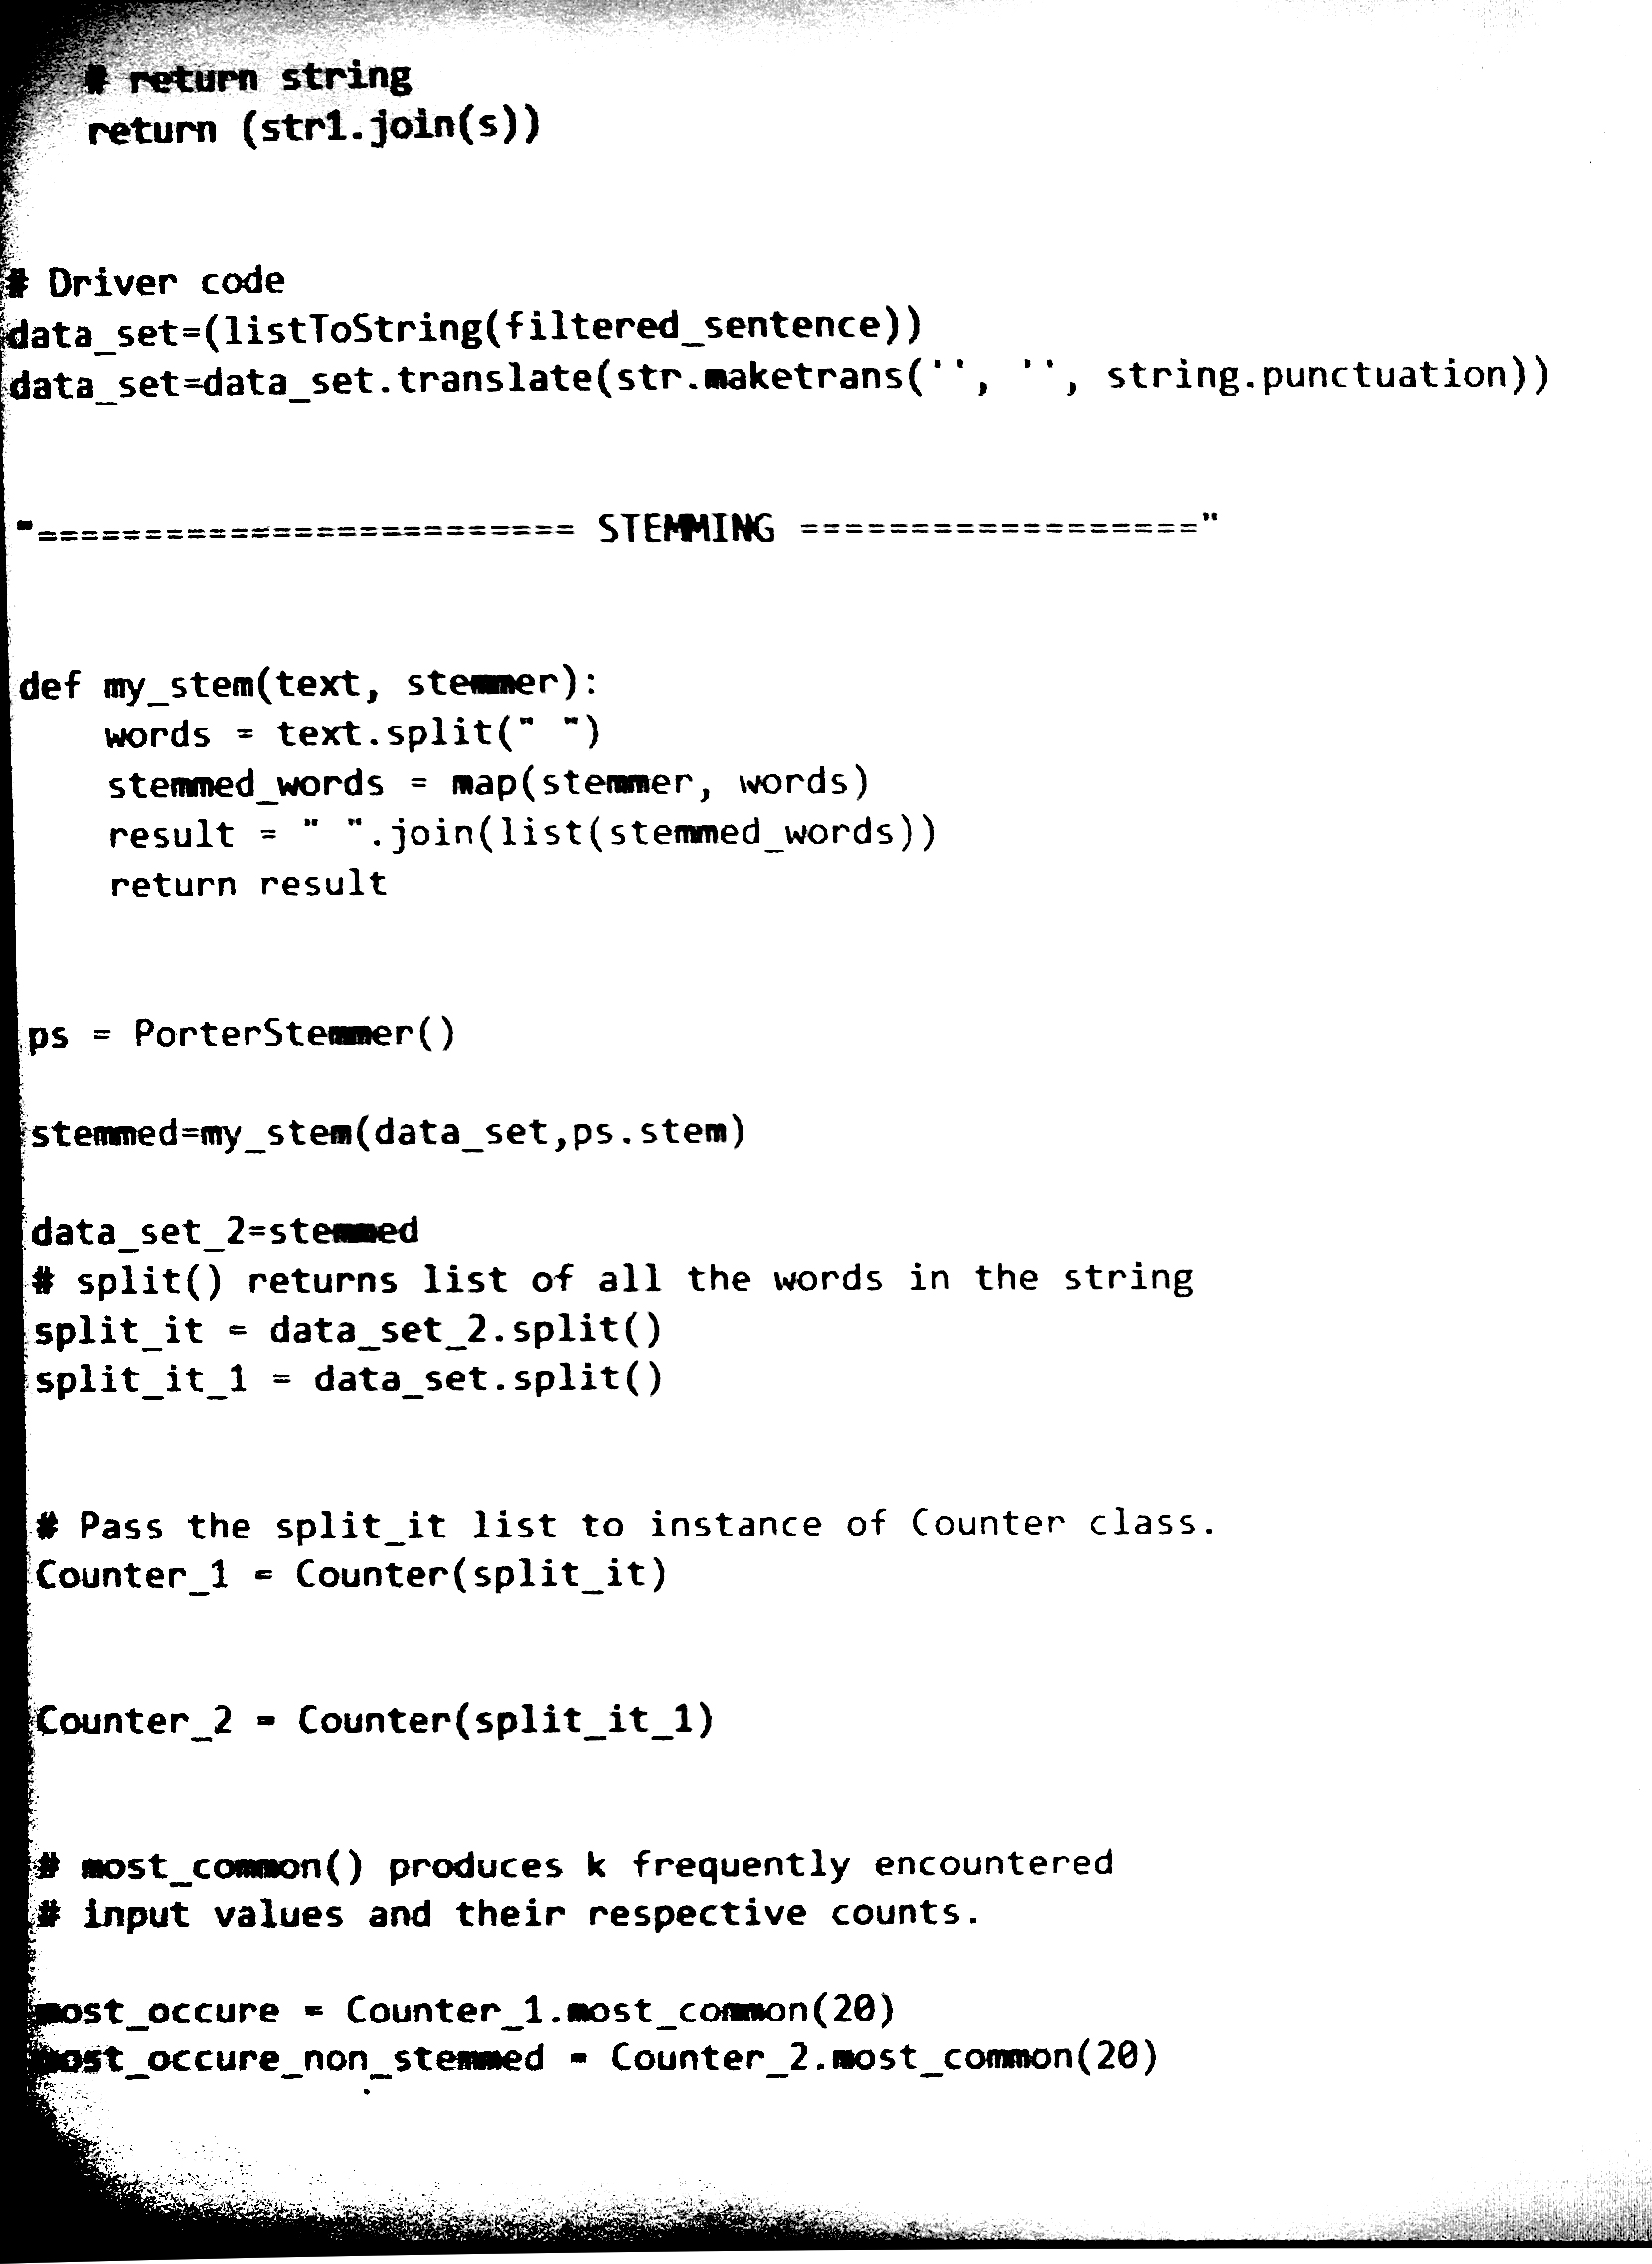 # return string
    return (str1.join(s))
# Driver code
data_set=(listToString(filtered_sentence))
data_set=data_set.translate(str.maketrans('', '', string.punctuation))
"========================= STEMMING ==================="
def my_stem(text, stemmer):
    words = text.split(" ")
    stemmed_words = map(stemmer, words)
    result = " ".join(list(stemmed_words))
    return result
ps = PorterStemmer()
stemmed=my_stem(data_set,ps.stem)
data_set_2=stemmed
# split() returns list of all the words in the string
split_it = data_set_2.split()
split_it_1 = data_set.split()
# Pass the split_it list to instance of Counter class.
Counter_1 = Counter(split_it)
Counter_2 = Counter(split_it_1)
# most_common() produces k frequently encountered
# input values and their respective counts.
most_occure = Counter_1.most_common(20)
most_occure_non_stemmed = Counter_2.most_common(20)